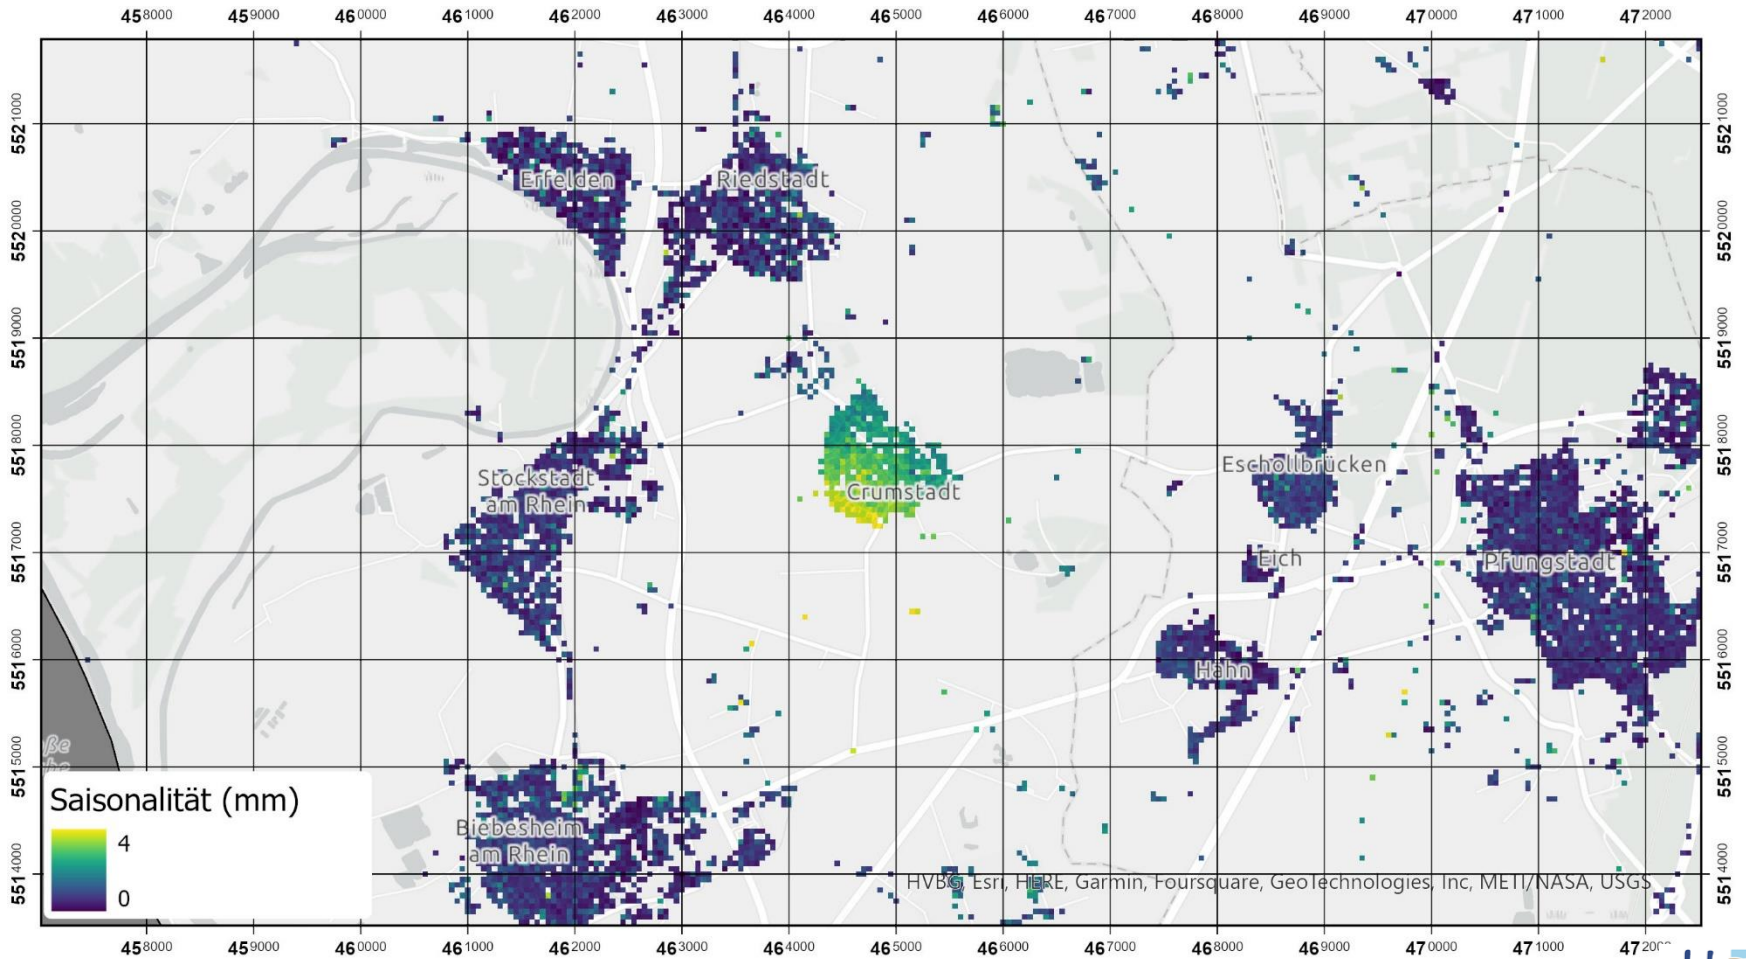 458000 459000 460000 461000 462000 463000 464000 465000 466000 467000 468000 469000 470000 471000 472000
5521000 5521000
Erfelden Riedstadt
5520000 5520000
5519000 5519000
5518000 5518000
Stockstadt
am Rhein
Crumstadt
Eschollbrücken
5517000 5517000
Eich
Pfungstadt
5516000 5516000
Hahn
5515000 5515000
Saisonalität (mm)
4
0
Biebesheim
am Rhein
5514000 5514000
HVBG, Esri, HERE, Garmin, Foursquare, GeoTechnologies, Inc, METI/NASA, USGS
458000 459000 460000 461000 462000 463000 464000 465000 466000 467000 468000 469000 470000 471000 472000